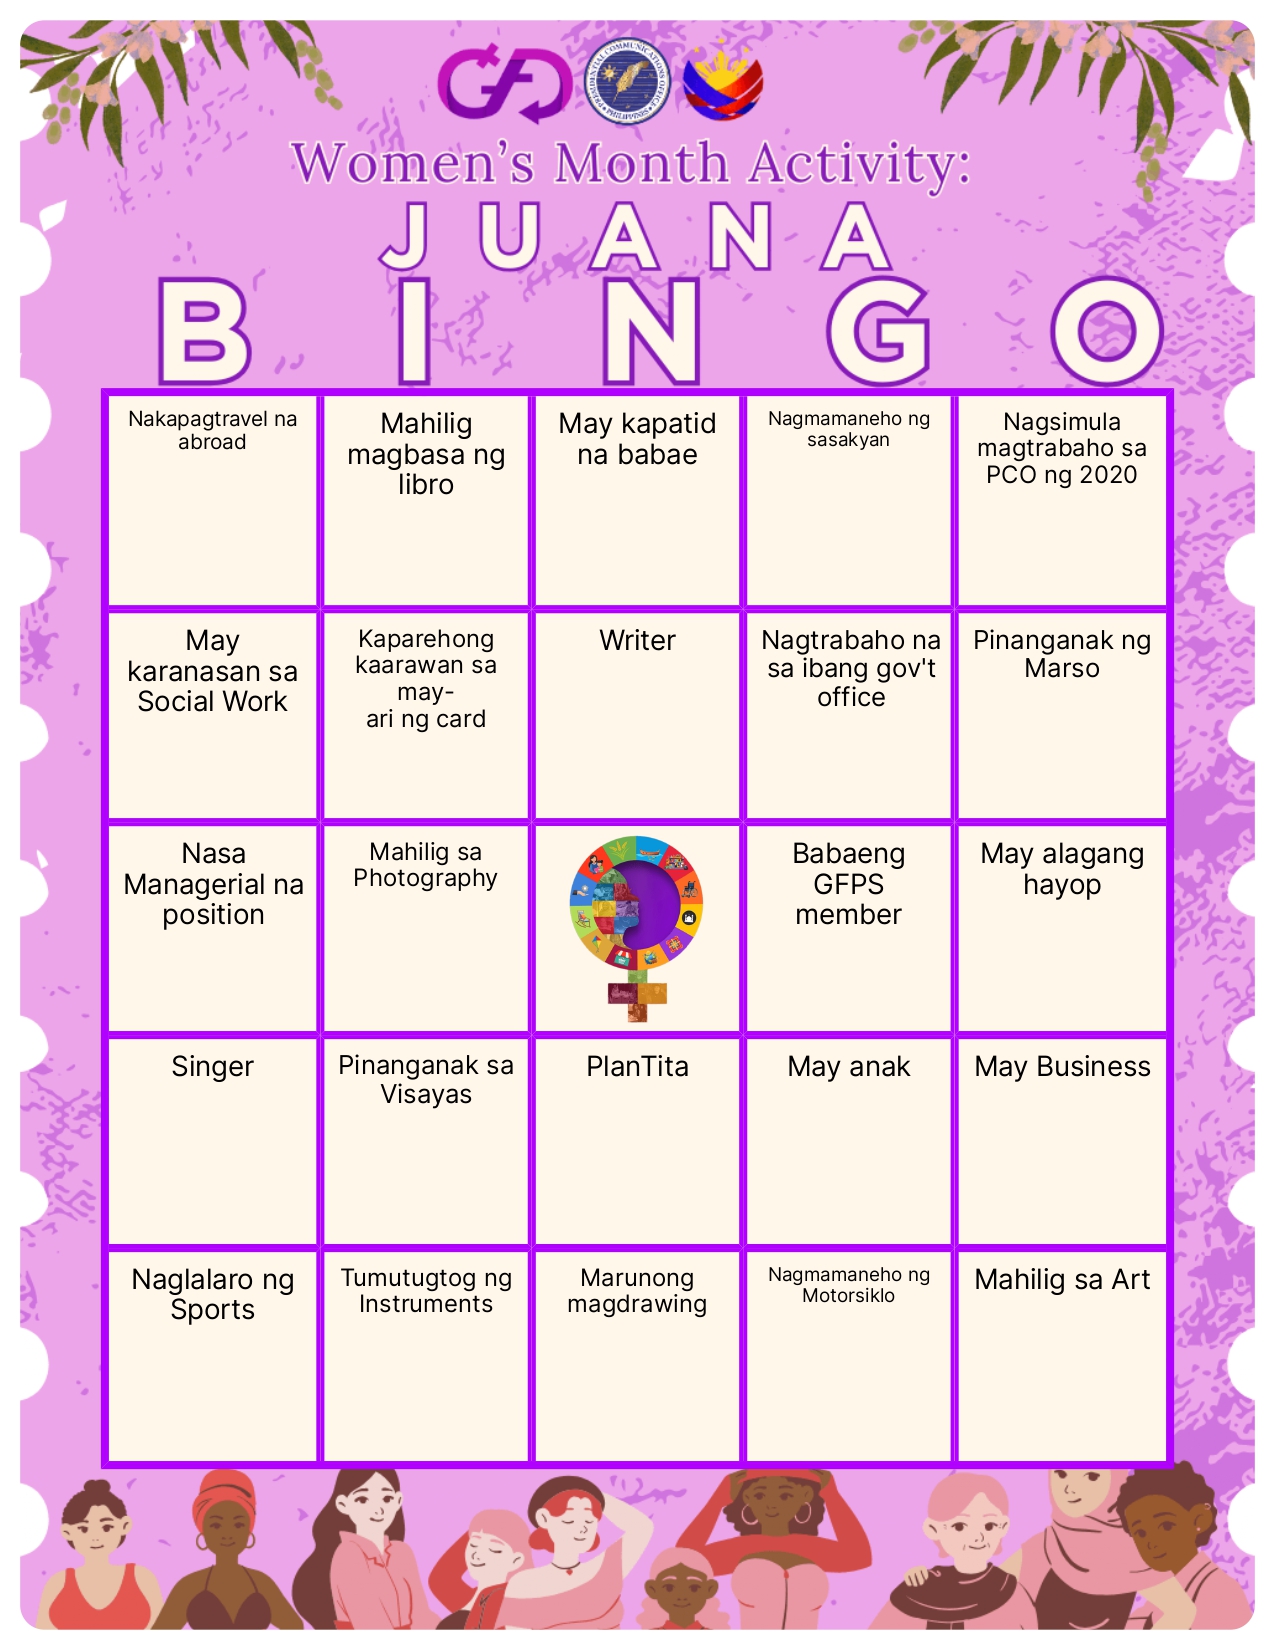 PRESIDENTIAL COMMUNICATIONS OFFICE
PHILIPPINES
Women's Month Activity:
JUANA
BINGO
Nakapagtravel na
abroad
Mahilig
magbasa ng
libro
May kapatid
na babae
Nagmamaneho ng
sasakyan
Nagsimula
magtrabaho sa
PCO ng 2020
May
karanasan sa
Social Work
Kaparehong
kaarawan sa
may-
ari ng card
Writer
Nagtrabaho na
sa ibang gov't
office
Pinanganak ng
Marso
Nasa
Managerial na
position
Mahilig sa
Photography
Babaeng
GFPS
member
May alagang
hayop
Singer
Pinanganak sa
Visayas
PlanTita
May anak
May Business
Naglalaro ng
Sports
Tumutugtog ng
Instruments
Marunong
magdrawing
Nagmamaneho ng
Motorsiklo
Mahilig sa Art